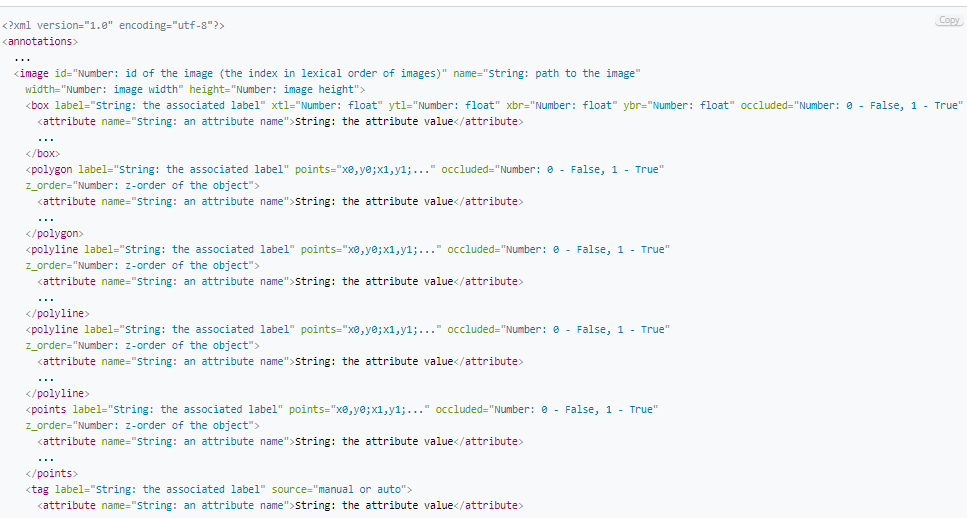 Copy
<?xml version="1.0" encoding="utf-8"?>
<annotations>
  ...
  <image id="Number: id of the image (the index in lexical order of images)" name="String: path to the image"
    width="Number: image width" height="Number: image height">
    <box label="String: the associated label" xtl="Number: float" ytl="Number: float" xbr="Number: float" ybr="Number: float" occluded="Number: 0 - False, 1 - True"
      <attribute name="String: an attribute name">String: the attribute value</attribute>
      ...
    </box>
    <polygon label="String: the associated label" points="x0,y0;x1,y1;..." occluded="Number: 0 - False, 1 - True"
    z_order="Number: z-order of the object">
      <attribute name="String: an attribute name">String: the attribute value</attribute>
      ...
    </polygon>
    <polyline label="String: the associated label" points="x0,y0;x1,y1;..." occluded="Number: 0 - False, 1 - True"
    z_order="Number: z-order of the object">
      <attribute name="String: an attribute name">String: the attribute value</attribute>
      ...
    </polyline>
    <polyline label="String: the associated label" points="x0,y0;x1,y1;..." occluded="Number: 0 - False, 1 - True"
    z_order="Number: z-order of the object">
      <attribute name="String: an attribute name">String: the attribute value</attribute>
      ...
    </polyline>
    <points label="String: the associated label" points="x0,y0;x1,y1;..." occluded="Number: 0 - False, 1 - True"
    z_order="Number: z-order of the object">
      <attribute name="String: an attribute name">String: the attribute value</attribute>
      ...
    </points>
    <tag label="String: the associated label" source="manual or auto">
      <attribute name="String: an attribute name">String: the attribute value</attribute>